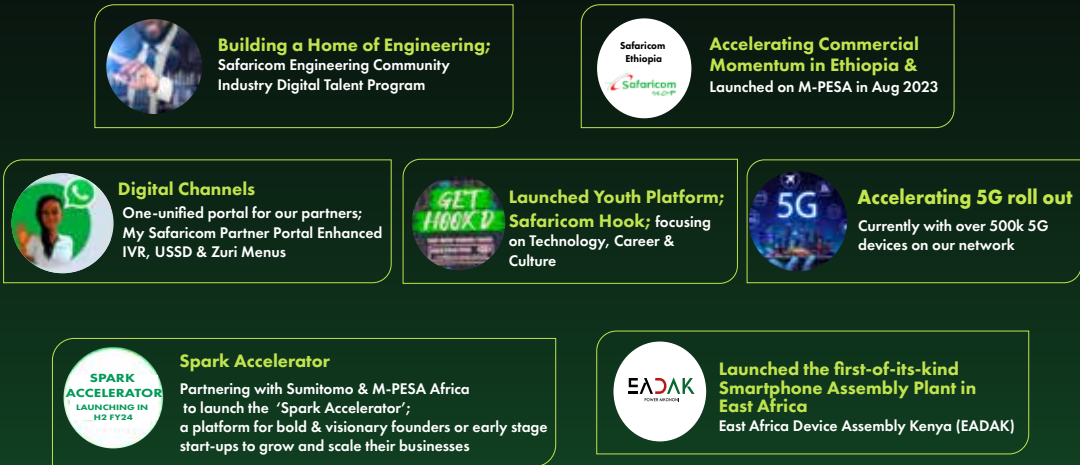 Building a Home of Engineering;
Safaricom Engineering Community
Industry Digital Talent Program
Safaricom
Ethiopia
Safaricom
Accelerating Commercial
Momentum in Ethiopia &
Launched on M-PESA in Aug 2023
Digital Channels
One-unified portal for our partners;
My Safaricom Partner Portal Enhanced
IVR, USSD & Zuri Menus
GET
HOOK'D
Launched Youth Platform;
Safaricom Hook; focusing
on Technology, Career &
Culture
5G
Accelerating 5G roll out
Currently with over 500k 5G
devices on our network
SPARK
ACCELERATOR
LAUNCHING IN
H2 FY24
Spark Accelerator
Partnering with Sumitomo & M-PESA Africa
to launch the 'Spark Accelerator';
a platform for bold & visionary founders or early stage
start-ups to grow and scale their businesses
EADAK
Launched the first-of-its-kind
Smartphone Assembly Plant in
East Africa
East Africa Device Assembly Kenya (EADAK)